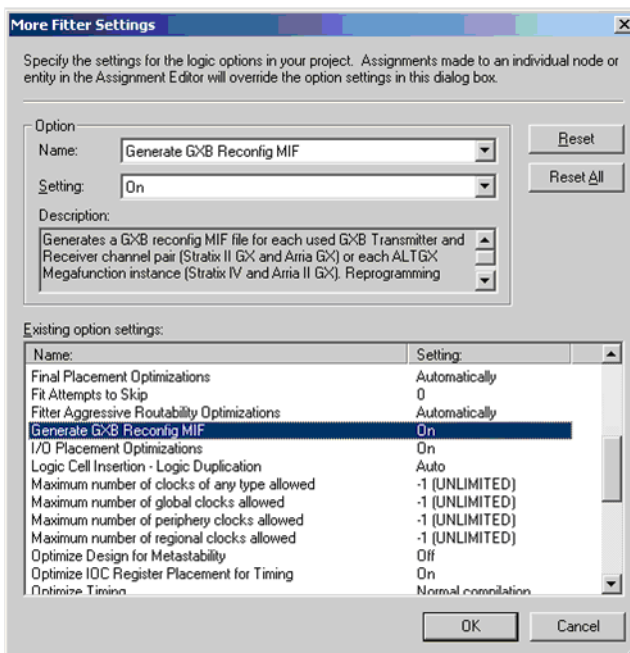 More Fitter Settings
Specify the settings for the logic options in your project. Assignments made to an individual node or
entity in the Assignment Editor will override the option settings in this dialog box.
Option
Name: Generate GXB Reconfig MIF
Reset
Setting: On
Reset All
Description:
Generates a GXB reconfig MIF file for each used GXB Transmitter and
Receiver channel pair (Stratix II GX and Arria GX) or each ALTGX
Megafunction instance (Stratix IV and Arria II GX). Reprogramming
Existing option settings:
Name: Setting:
Final Placement Optimizations Automatically
Fit Attempts to Skip 0
Fitter Aggressive Routability Optimizations Automatically
Generate GXB Reconfig MIF On
I/O Placement Optimizations On
Logic Cell Insertion - Logic Duplication Auto
Maximum number of clocks of any type allowed -1 (UNLIMITED)
Maximum number of global clocks allowed -1 (UNLIMITED)
Maximum number of periphery clocks allowed -1 (UNLIMITED)
Maximum number of regional clocks allowed -1 (UNLIMITED)
Optimize Design for Metastability Off
Optimize IOC Register Placement for Timing On
Optimize Timing Normal compilation
OK Cancel